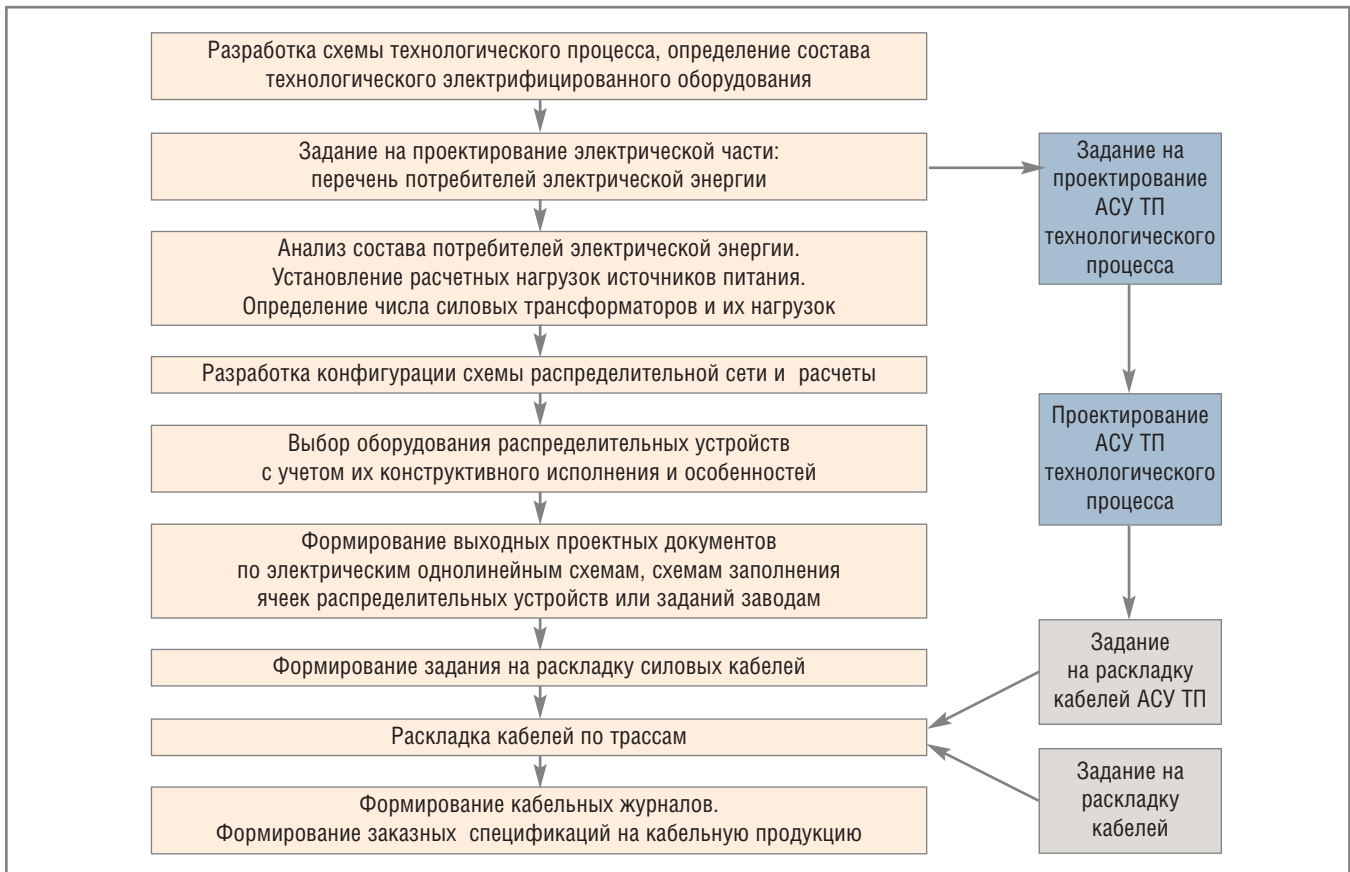 Разработка схемы технологического процесса, определение состава
технологического электрифицированного оборудования
Задание на проектирование электрической части:
перечень потребителей электрической энергии
Задание на
проектирование
АСУ ТП
технологического
процесса
Анализ состава потребителей электрической энергии.
Установление расчетных нагрузок источников питания.
Определение числа силовых трансформаторов и их нагрузок
Разработка конфигурации схемы распределительной сети и расчеты
Выбор оборудования распределительных устройств
с учетом их конструктивного исполнения и особенностей
Проектирование
АСУ ТП
технологического
процесса
Формирование выходных проектных документов
по электрическим однолинейным схемам, схемам заполнения
ячеек распределительных устройств или заданий заводам
Формирование задания на раскладку силовых кабелей
Задание
на раскладку
кабелей АСУ ТП
Раскладка кабелей по трассам
Задание на
раскладку
кабелей
Формирование кабельных журналов.
Формирование заказных спецификаций на кабельную продукцию